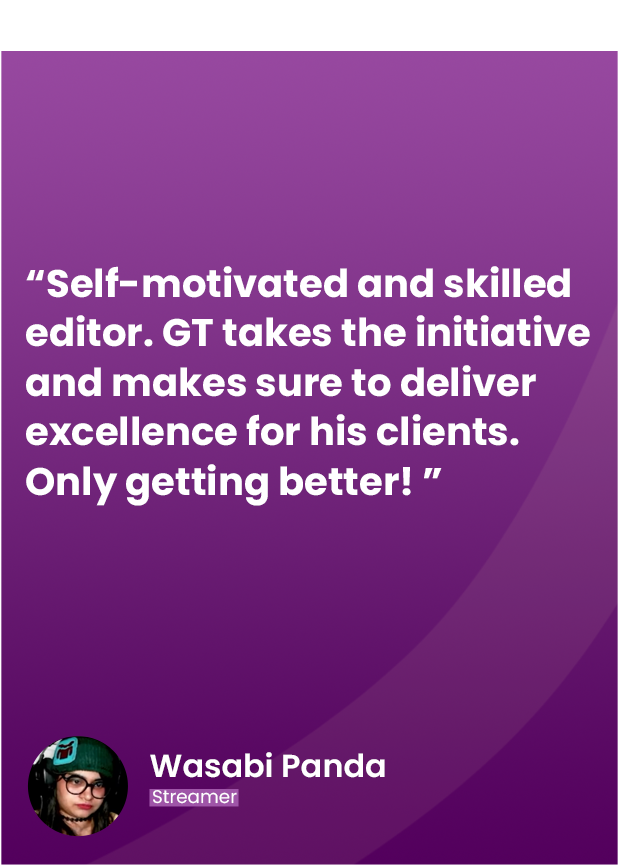 “Self-motivated and skilled
editor. GT takes the initiative
and makes sure to deliver
excellence for his clients.
Only getting better! ”
Wasabi Panda
Streamer